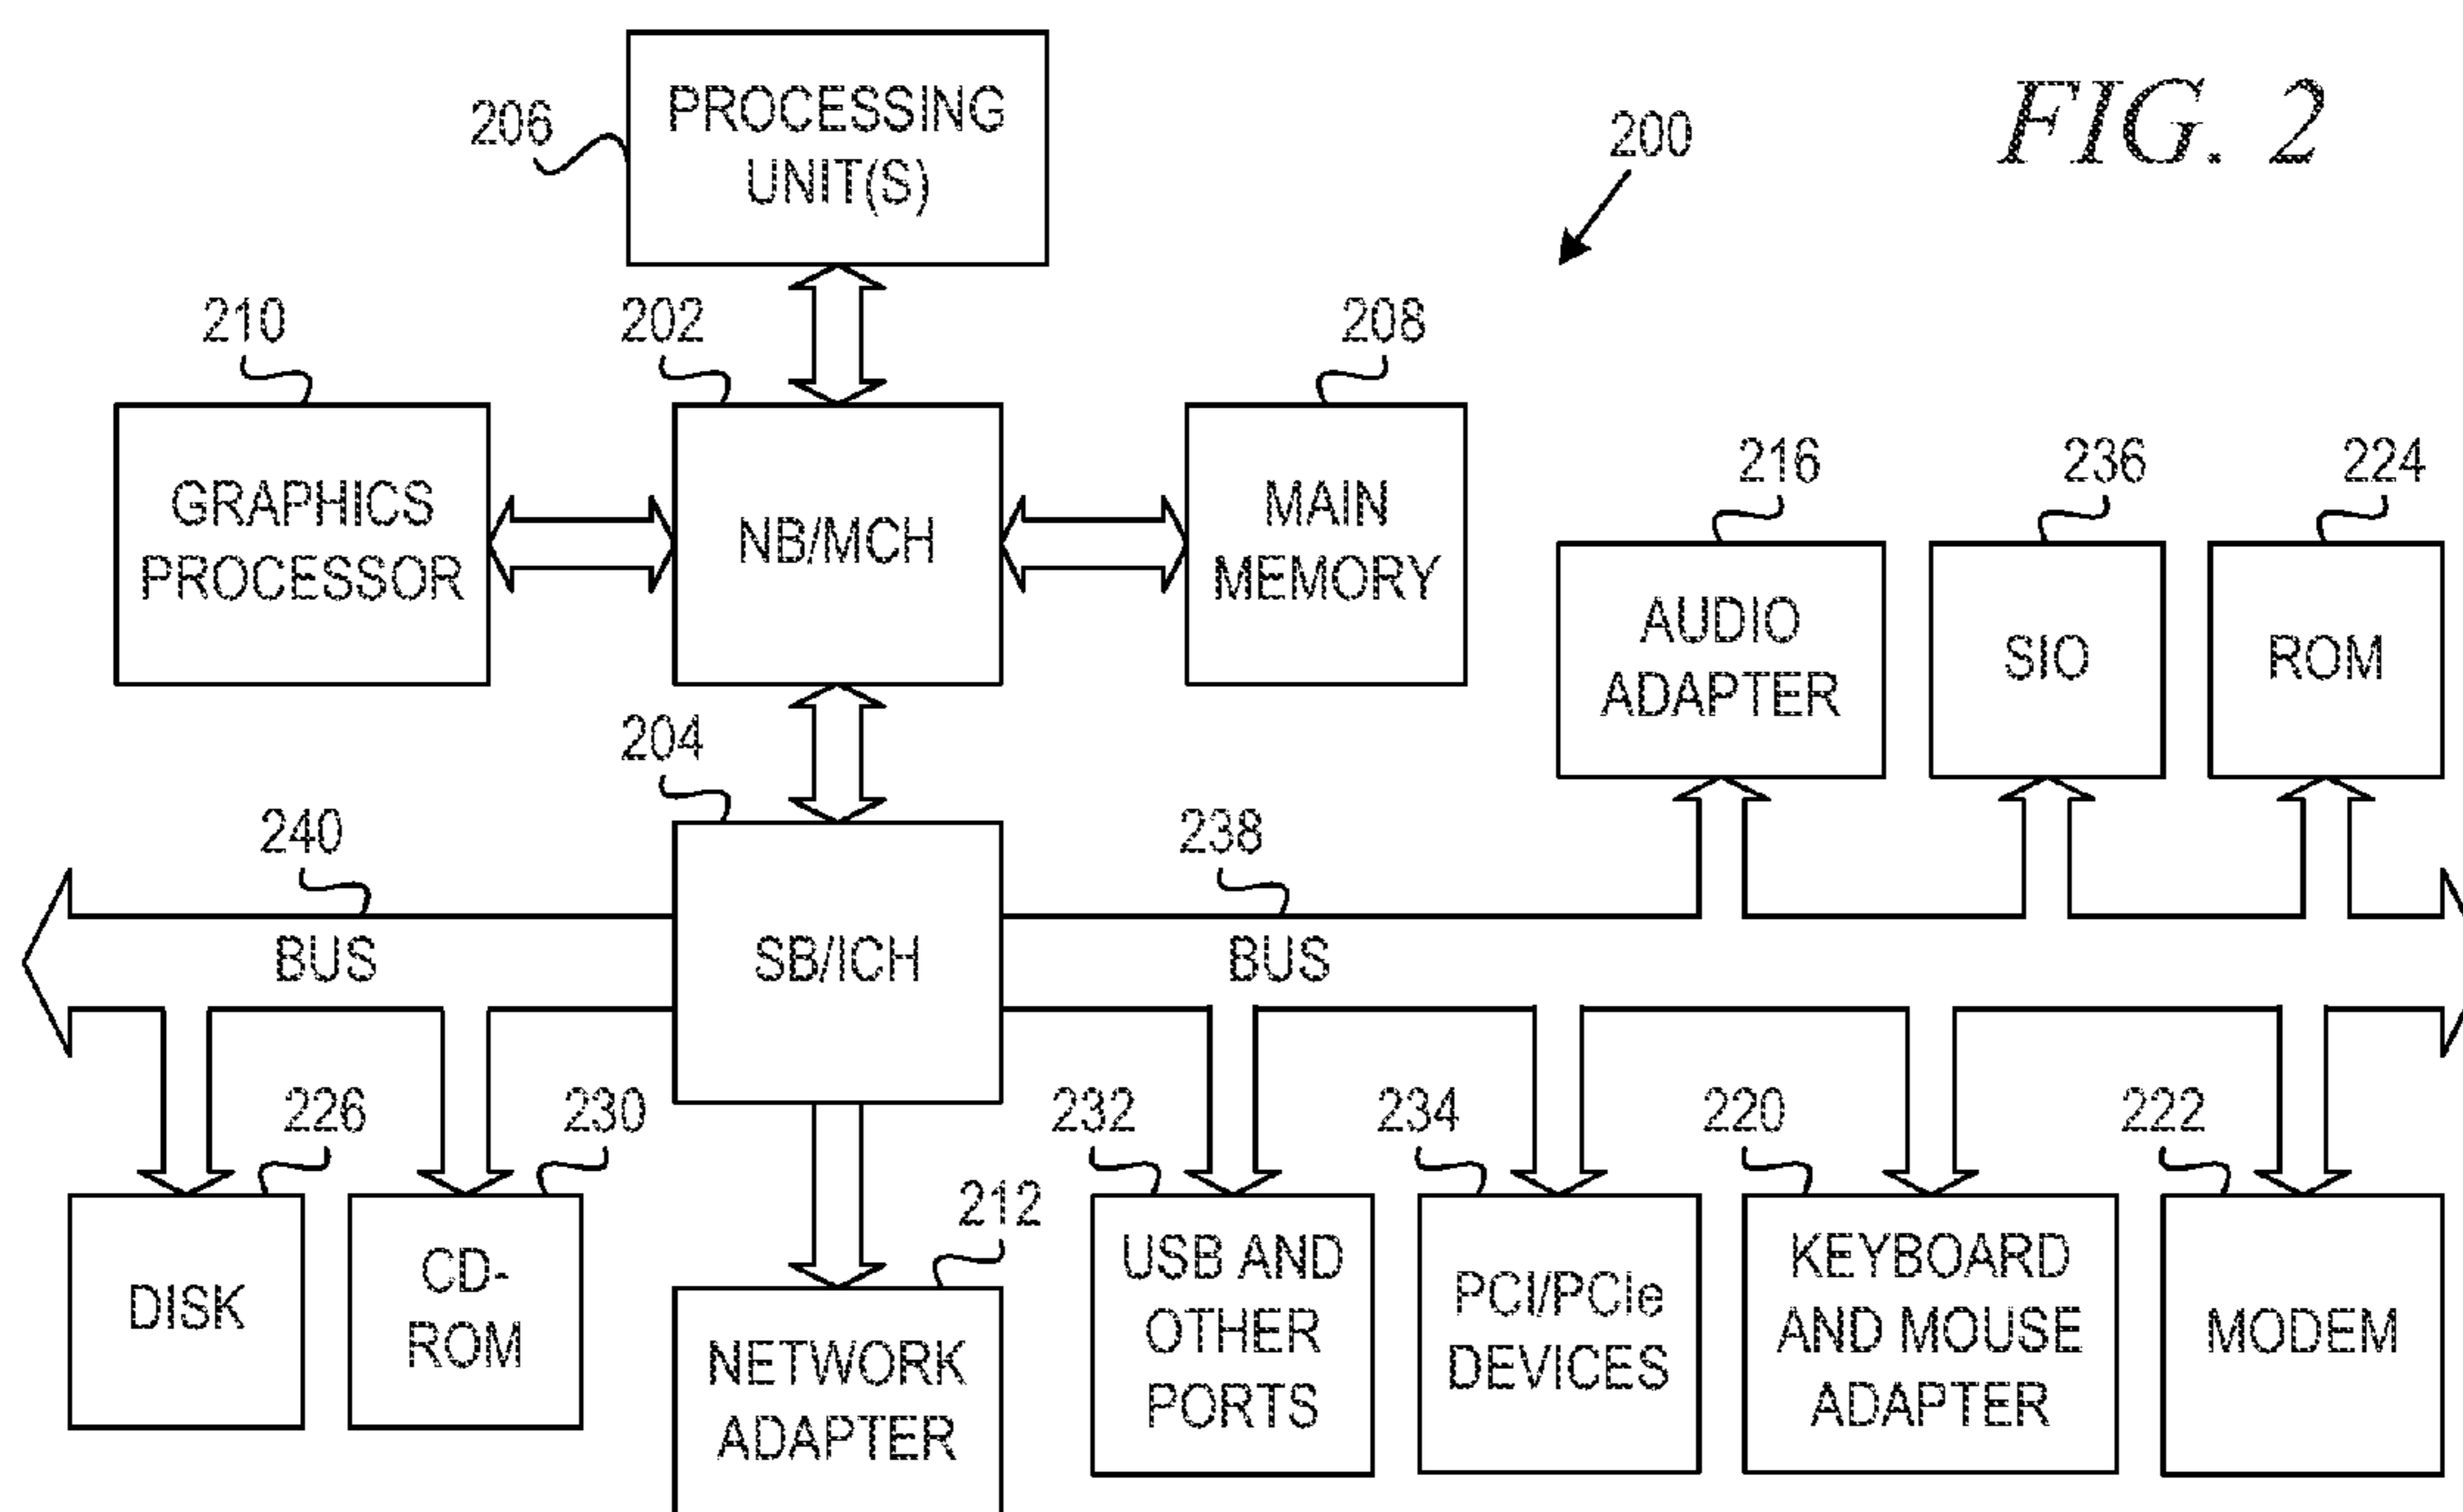 FIG. 2
200
206
PROCESSING
UNIT(S)
210
202
208
GRAPHICS
PROCESSOR
NB/MCH
MAIN
MEMORY
216
236
224
AUDIO
ADAPTER
SIO
ROM
204
240
238
BUS
SB/ICH
BUS
226
230
212
232
234
220
222
DISK
CD-
ROM
NETWORK
ADAPTER
USB AND
OTHER
PORTS
PCI/PCIe
DEVICES
KEYBOARD
AND MOUSE
ADAPTER
MODEM